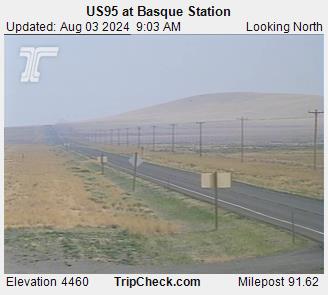 US95 at Basque Station
Updated: Aug 03 2024 9:03 AM Looking North
Elevation 4460 TripCheck.com Milepost 91.62